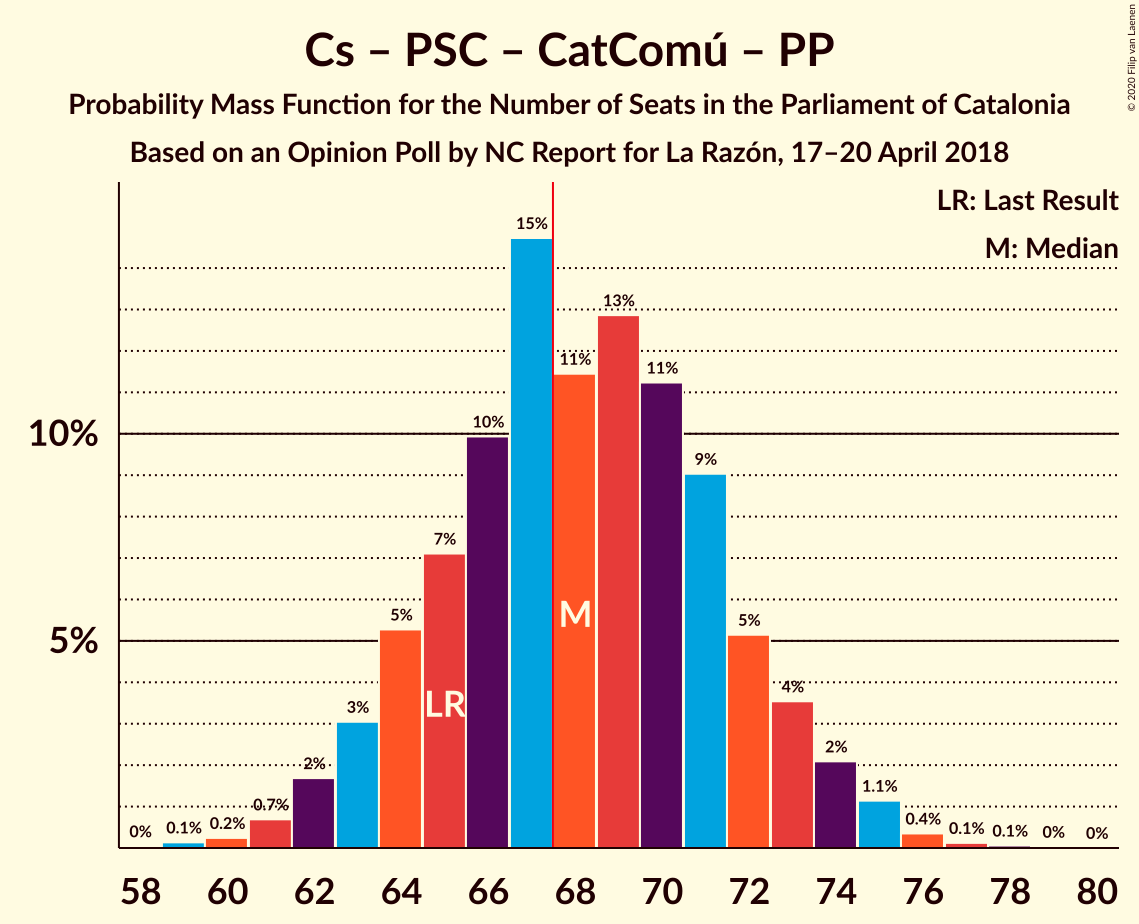 Cs – PSC – CatComú – PP
Probability Mass Function for the Number of Seats in the Parliament of Catalonia
Based on an Opinion Poll by NC Report for La Razón, 17–20 April 2018
© 2020 Filip van Laenen
LR: Last Result
M: Median
15%
13%
11%
11%
10%
10%
9%
7%
5%
5%
5%
4%
3%
2%
2%
1.1%
0.7%
0.4%
0.2%
0.1%
0.1%
0.1%
0%
0%
0%
M
LR
58 60 62 64 66 68 70 72 74 76 78 80